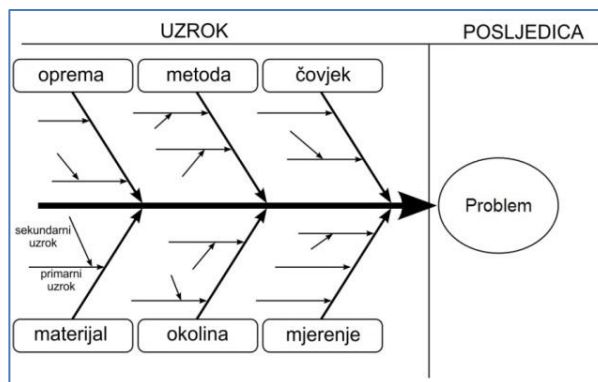 UZROK
POSLJEDICA
oprema
metoda
čovjek
Problem
sekundarni
uzrok
primarni
uzrok
materijal
okolina
mjerenje